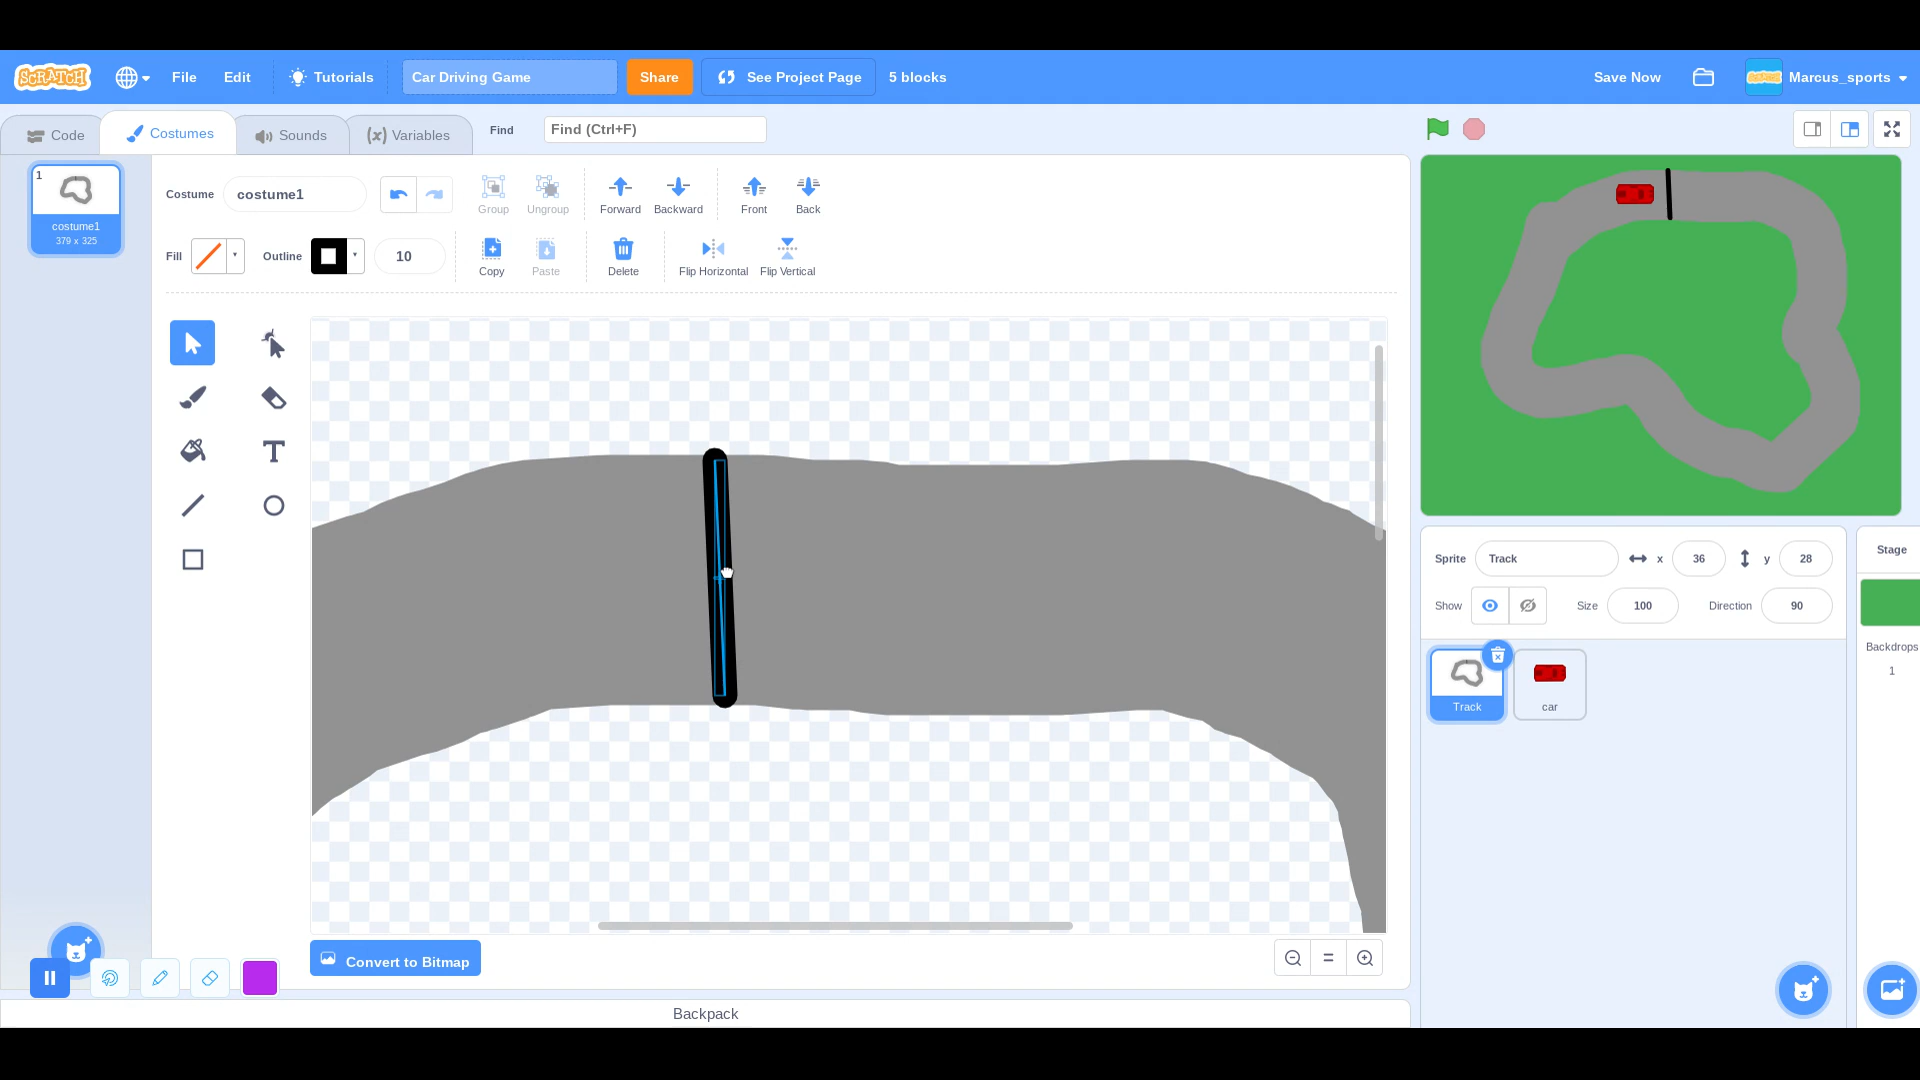 SCRATCH File Edit Tutorials Car Driving Game Share See Project Page 5 blocks Save Now Marcus_sports
Code Costumes Sounds (x) Variables Find Find (Ctrl+F)
1
costume1
379 x 325
Costume costume1 Group Ungroup Forward Backward Front Back
Fill Outline 10 Copy Paste Delete Flip Horizontal Flip Vertical
T
Convert to Bitmap
Backpack
Sprite Track x 36 y 28
Show Size 100 Direction 90
Track car
Stage
Backdrops
1